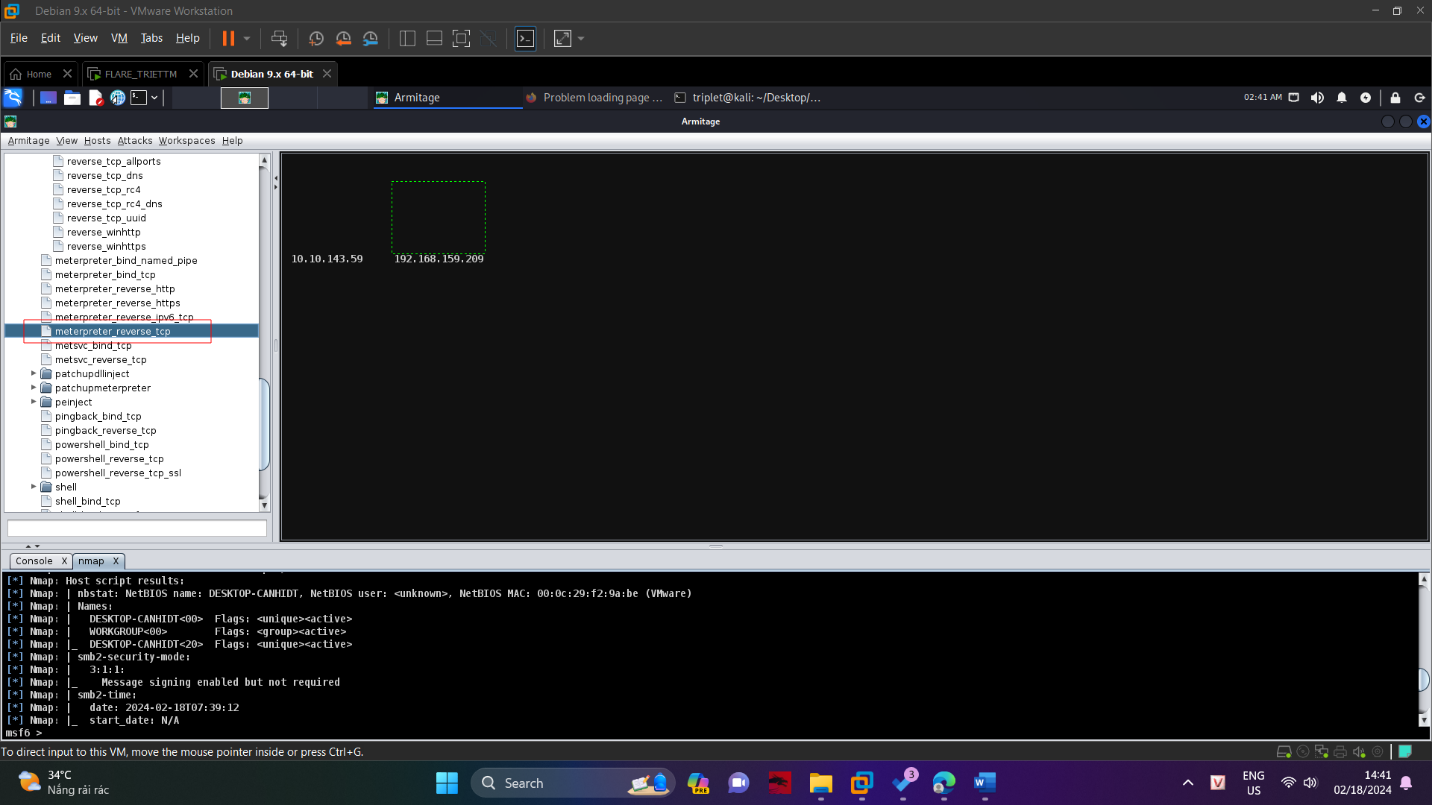 Debian 9.x 64-bit - VMware Workstation
File Edit View VM Tabs Help
Home FLARE_TRIETTM Debian 9.x 64-bit
Armitage Problem loading page ... triplet@kali: ~/Desktop/... 02:41 AM
Armitage
Armitage View Hosts Attacks Workspaces Help
reverse_tcp_allports
reverse_tcp_dns
reverse_tcp_rc4
reverse_tcp_rc4_dns
reverse_tcp_uuid
reverse_winhttp
reverse_winhttps
meterpreter_bind_named_pipe
meterpreter_bind_tcp
meterpreter_reverse_http
meterpreter_reverse_https
meterpreter_reverse_ipv6_tcp
meterpreter_reverse_tcp
metsvc_bind_tcp
metsvc_reverse_tcp
patchupdllinject
patchupmeterpreter
peinject
pingback_bind_tcp
pingback_reverse_tcp
powershell_bind_tcp
powershell_reverse_tcp
powershell_reverse_tcp_ssl
shell
shell_bind_tcp
10.10.143.59 192.168.159.209
Console X nmap X
[*] Nmap: Host script results:
[*] Nmap: | nbstat: NetBIOS name: DESKTOP-CANHIDT, NetBIOS user: <unknown>, NetBIOS MAC: 00:0c:29:f2:9a:be (VMware)
[*] Nmap: | Names:
[*] Nmap: |   DESKTOP-CANHIDT<00>  Flags: <unique><active>
[*] Nmap: |   WORKGROUP<00>        Flags: <group><active>
[*] Nmap: |_  DESKTOP-CANHIDT<20>  Flags: <unique><active>
[*] Nmap: | smb2-security-mode:
[*] Nmap: |   3:1:1:
[*] Nmap: |_    Message signing enabled but not required
[*] Nmap: | smb2-time:
[*] Nmap: |   date: 2024-02-18T07:39:12
[*] Nmap: |_  start_date: N/A
msf6 >
To direct input to this VM, move the mouse pointer inside or press Ctrl+G.
34°C
Nắng rải rác
Search
PRE
3
V
ENG
US
14:41
02/18/2024